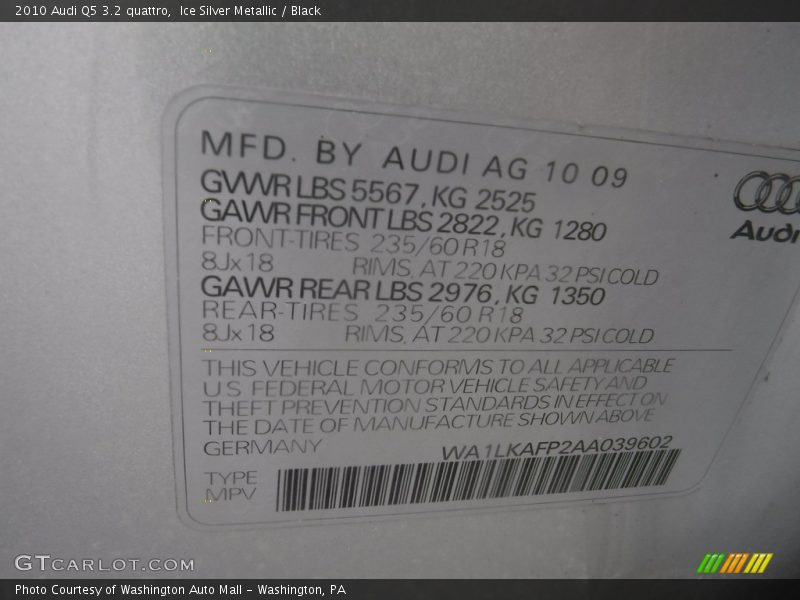 2010 Audi Q5 3.2 quattro,  Ice Silver Metallic / Black
MFD. BY AUDI AG 10 09
GVWR LBS 5567, KG 2525
GAWR FRONT LBS 2822, KG 1280
FRONT-TIRES 235/60 R18
8Jx18 RIMS, AT 220 KPA 32 PSI COLD
GAWR REAR LBS 2976, KG 1350
REAR-TIRES 235/60 R18
8Jx18 RIMS, AT 220 KPA 32 PSI COLD
Audi
THIS VEHICLE CONFORMS TO ALL APPLICABLE
U S FEDERAL MOTOR VEHICLE SAFETY AND
THEFT PREVENTION STANDARDS IN EFFECT ON
THE DATE OF MANUFACTURE SHOWN ABOVE
GERMANY WA1LKAFP2AA039602
TYPE
MPV
GTCARLOT.COM
Photo Courtesy of Washington Auto Mall – Washington, PA